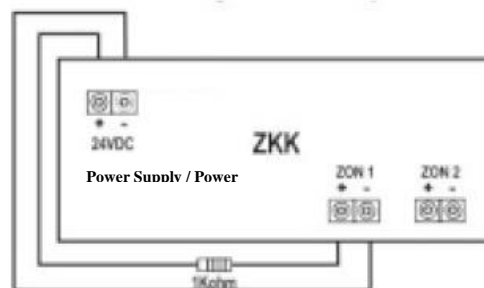 + -
24VDC
ZKK
Power Supply / Power
ZON 1
+ -
ZON 2
+ -
1Kohm